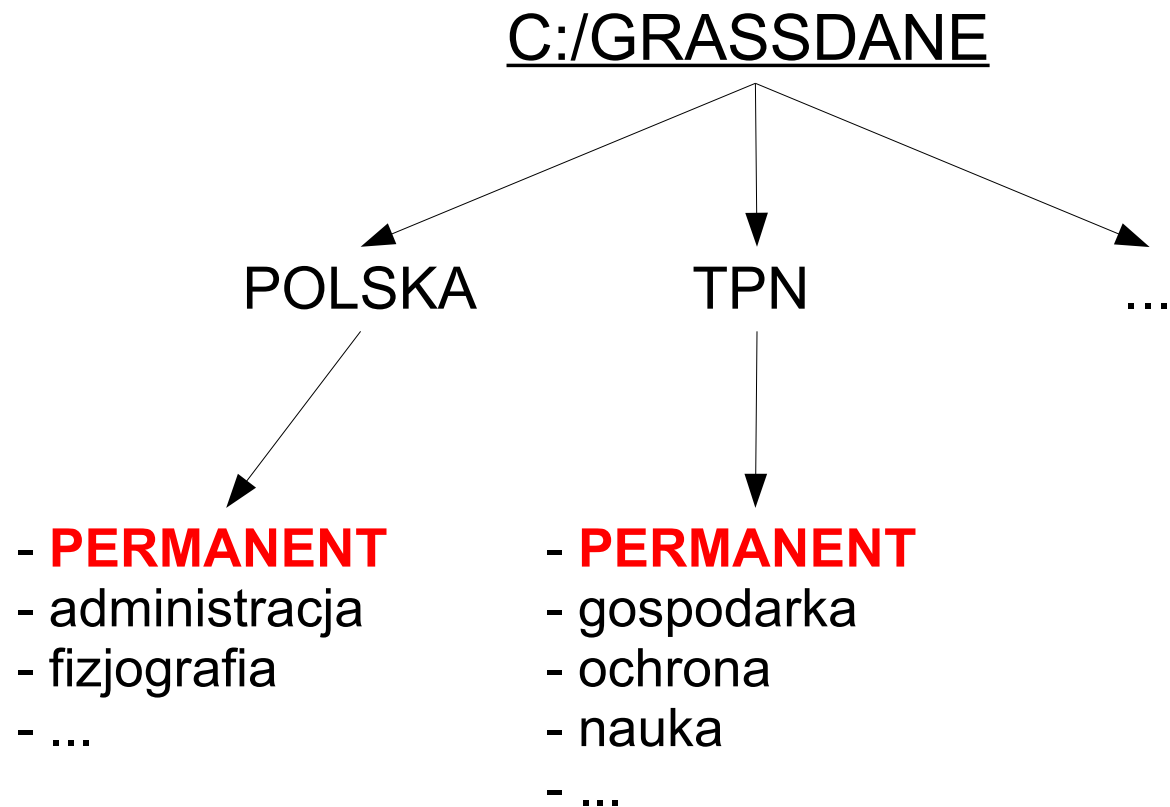 C:/GRASSDANE
POLSKA TPN ...
- PERMANENT
- administracja
- fizjografia
- ...
- PERMANENT
- gospodarka
- ochrona
- nauka
- ...